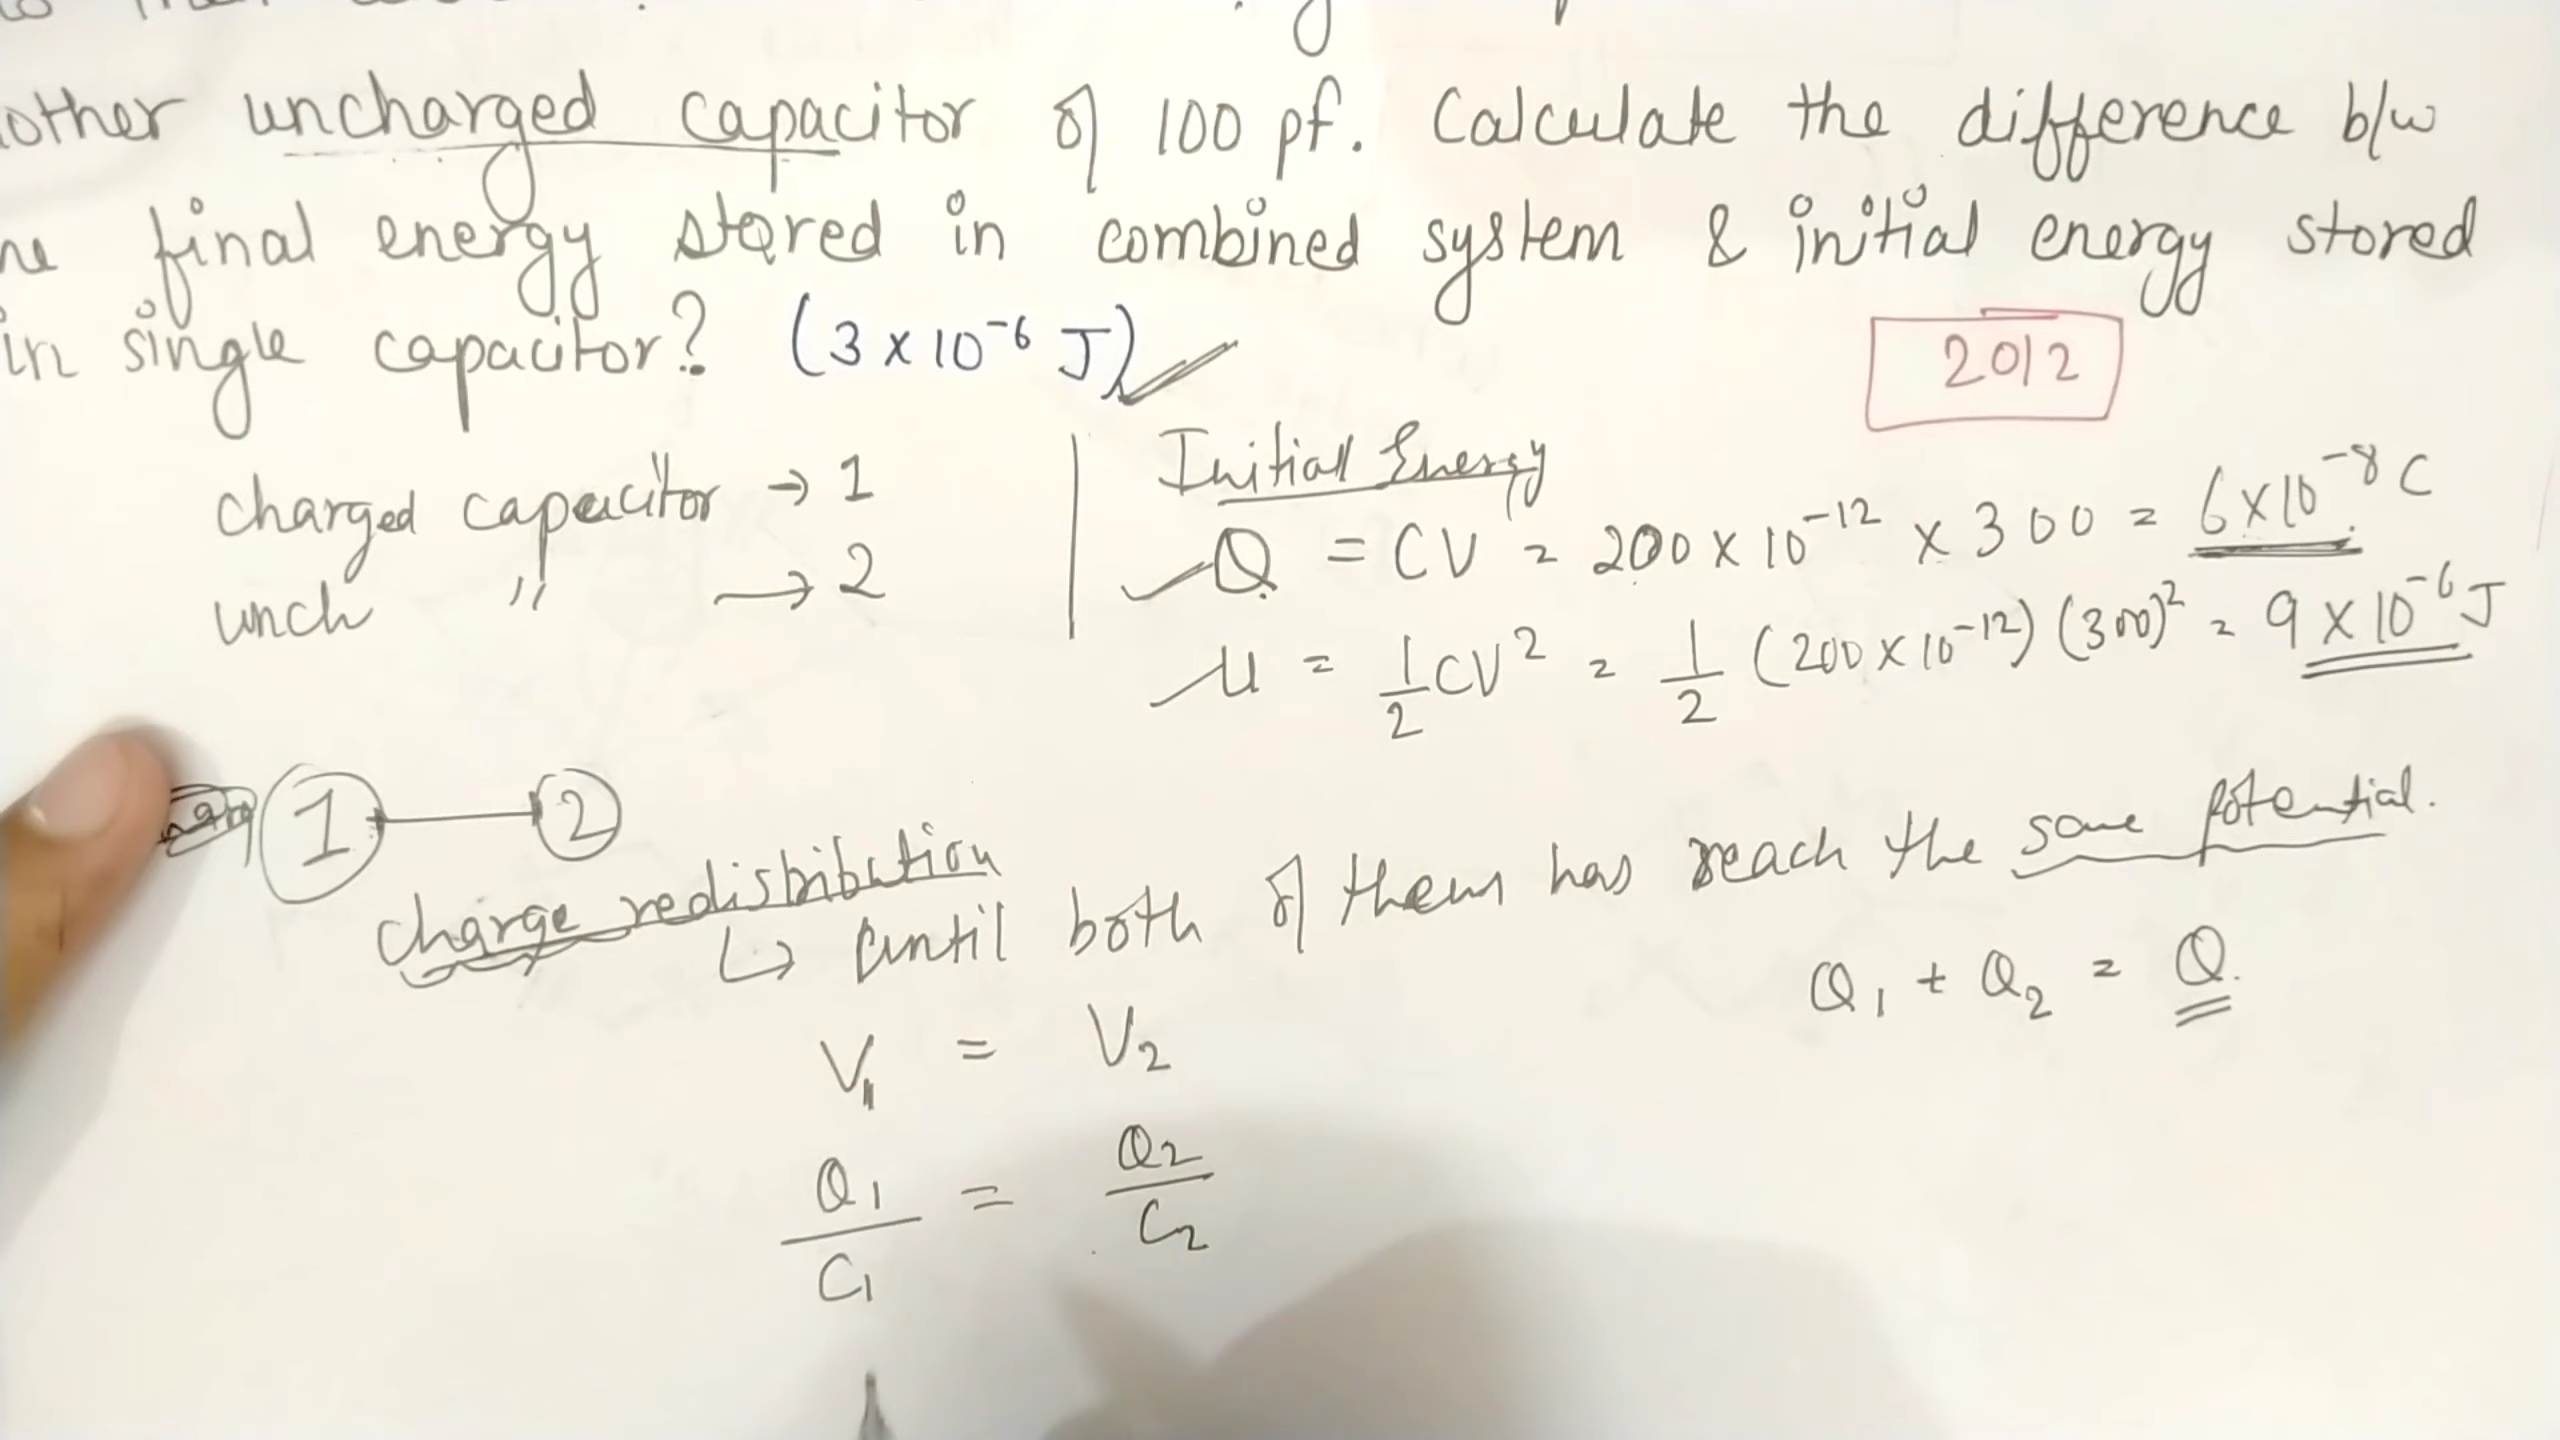 other uncharged capacitor of 100 pf. Calculate the difference b/w
final energy stored in combined system & initial energy stored
in single capacitor? (3 x 10⁻⁶ J)
2012
charged capacitor → 1
unch " → 2
Initial Energy
Q = CV = 200 x 10⁻¹² x 300 = 6x10⁻⁸ C
U = 1/2 CV² = 1/2 (200 x 10⁻¹²) (300)² = 9 x 10⁻⁶ J
1 2
charge redistribution
↳ until both of them has reach the same potential.
Q₁ + Q₂ = Q.
V₁ = V₂
Q₁/C₁ = Q₂/C₂